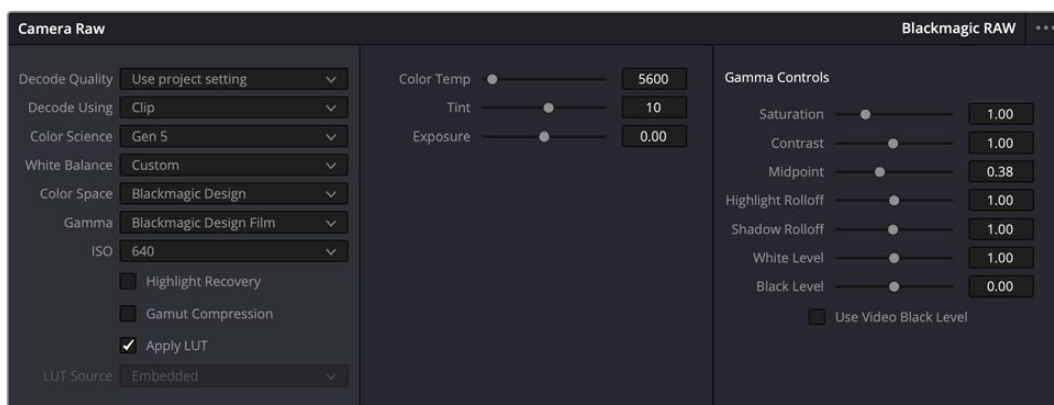 Camera Raw
Blackmagic RAW
Decode Quality Use project setting
Decode Using Clip
Color Science Gen 5
White Balance Custom
Color Space Blackmagic Design
Gamma Blackmagic Design Film
ISO 640
Highlight Recovery
Gamut Compression
Apply LUT
LUT Source Embedded
Color Temp 5600
Tint 10
Exposure 0.00
Gamma Controls
Saturation 1.00
Contrast 1.00
Midpoint 0.38
Highlight Rolloff 1.00
Shadow Rolloff 1.00
White Level 1.00
Black Level 0.00
Use Video Black Level